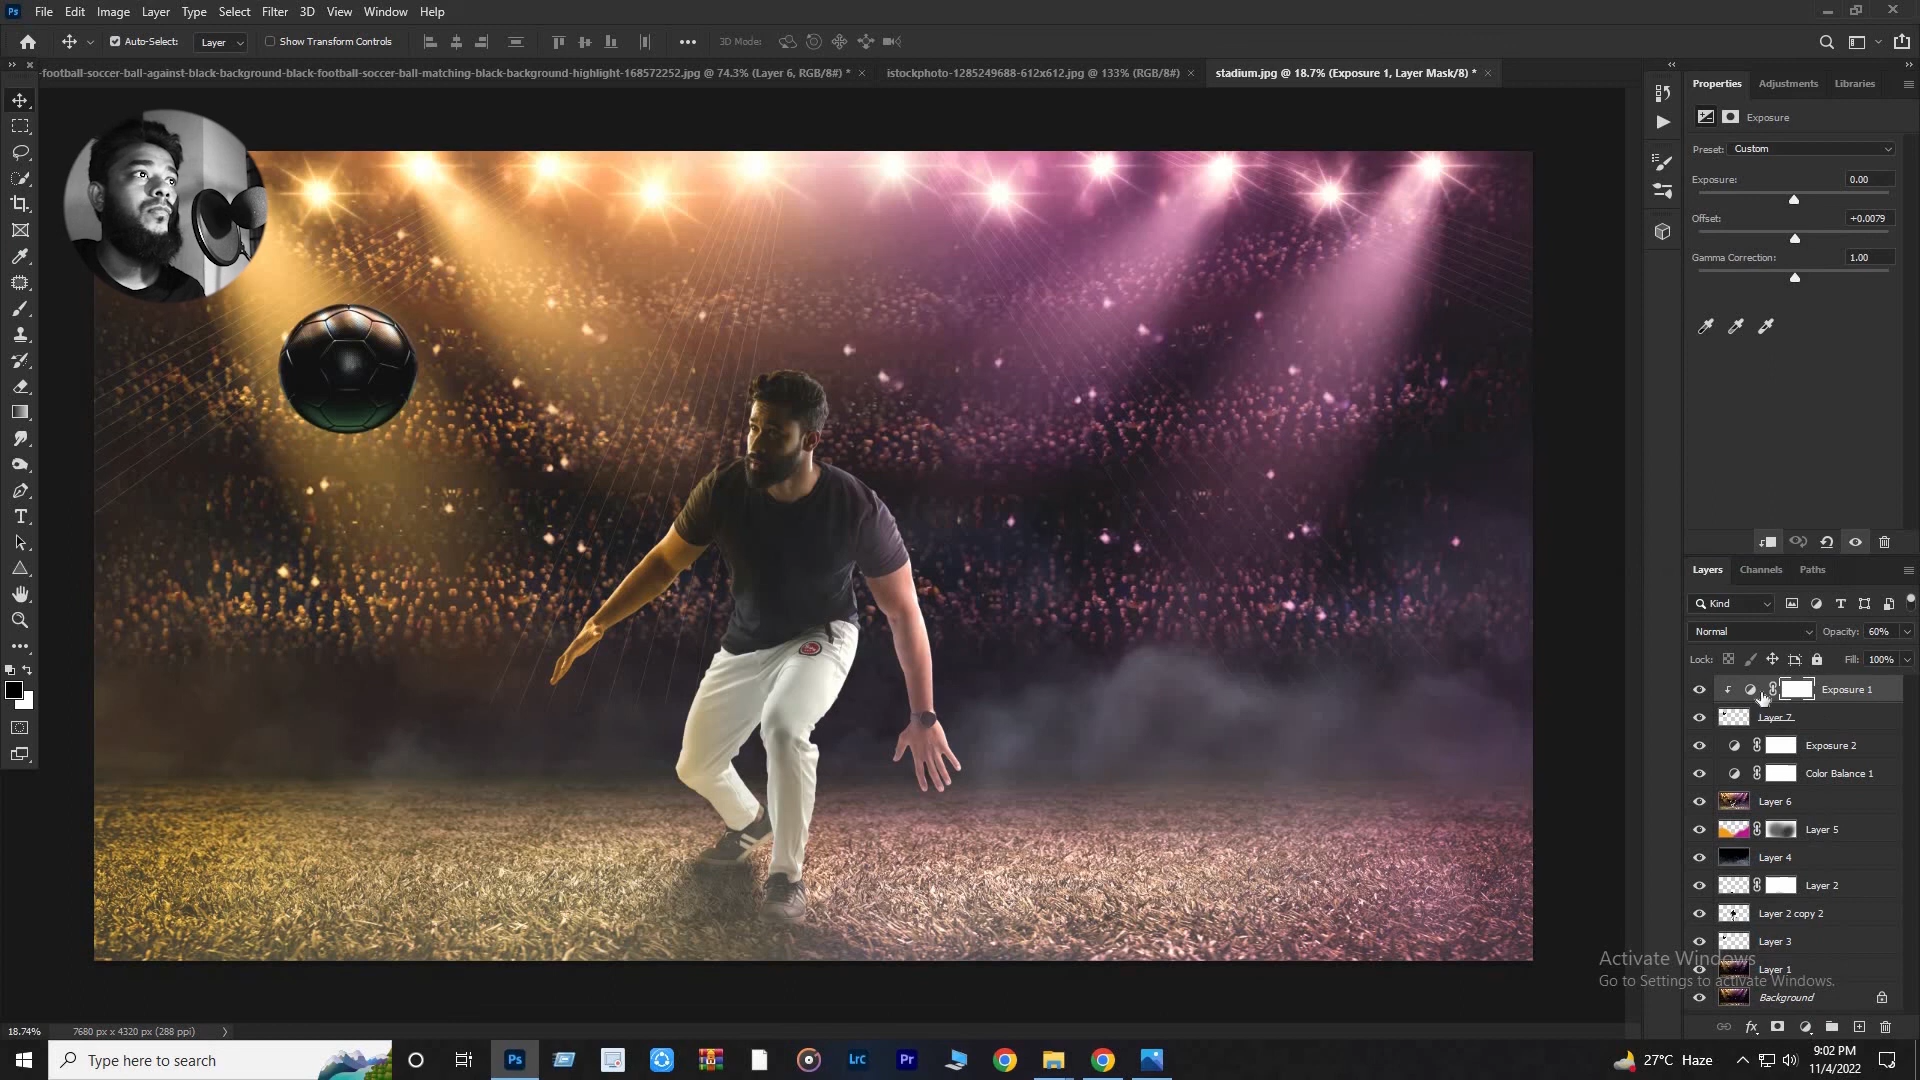 Ps File Edit Image Layer Type Select Filter 3D View Window Help
Auto-Select: Layer Show Transform Controls 3D Mode:
-football-soccer-ball-against-black-background-black-football-soccer-ball-matching-black-background-highlight-168572252.jpg @ 74.3% (Layer 6, RGB/8#) * istockphoto-1285249688-612x612.jpg @ 133% (RGB/8#) stadium.jpg @ 18.7% (Exposure 1, Layer Mask/8) *
Properties Adjustments Libraries
Exposure
Preset: Custom
Exposure: 0.00
Offset: +0.0079
Gamma Correction: 1.00
Layers Channels Paths
Kind
Normal Opacity: 60%
Lock: Fill: 100%
Exposure 1
Layer 7
Exposure 2
Color Balance 1
Layer 6
Layer 5
Layer 4
Layer 2
Layer 2 copy 2
Layer 3
Layer 1
Background
Activate Windows
Go to Settings to activate Windows.
18.74% 7680 px x 4320 px (288 ppi)
Type here to search
Ps Lrc Pr
27°C Haze
9:02 PM
11/4/2022